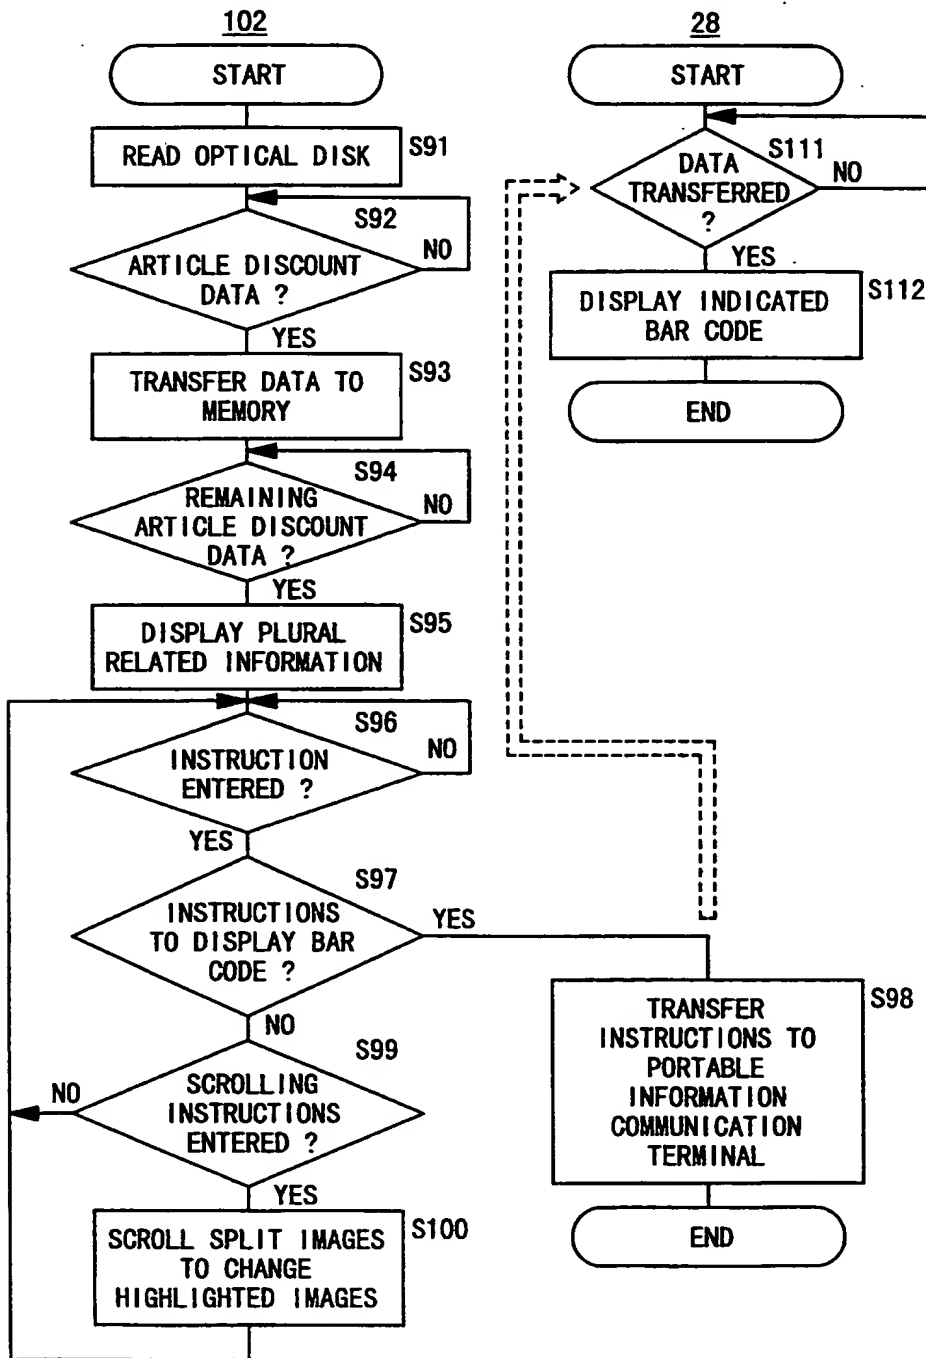 102
START
READ OPTICAL DISK
S91
S92
ARTICLE DISCOUNT
DATA ?
NO
YES
TRANSFER DATA TO
MEMORY
S93
S94
REMAINING
ARTICLE DISCOUNT
DATA ?
NO
YES
DISPLAY PLURAL
RELATED INFORMATION
S95
S96
INSTRUCTION
ENTERED ?
NO
YES
S97
INSTRUCTIONS
TO DISPLAY BAR
CODE ?
YES
NO
S99
SCROLLING
INSTRUCTIONS
ENTERED ?
NO
YES
SCROLL SPLIT IMAGES
TO CHANGE
HIGHLIGHTED IMAGES
S100
TRANSFER
INSTRUCTIONS TO
PORTABLE
INFORMATION
COMMUNICATION
TERMINAL
S98
END
28
START
S111
DATA
TRANSFERRED
?
NO
YES
DISPLAY INDICATED
BAR CODE
S112
END